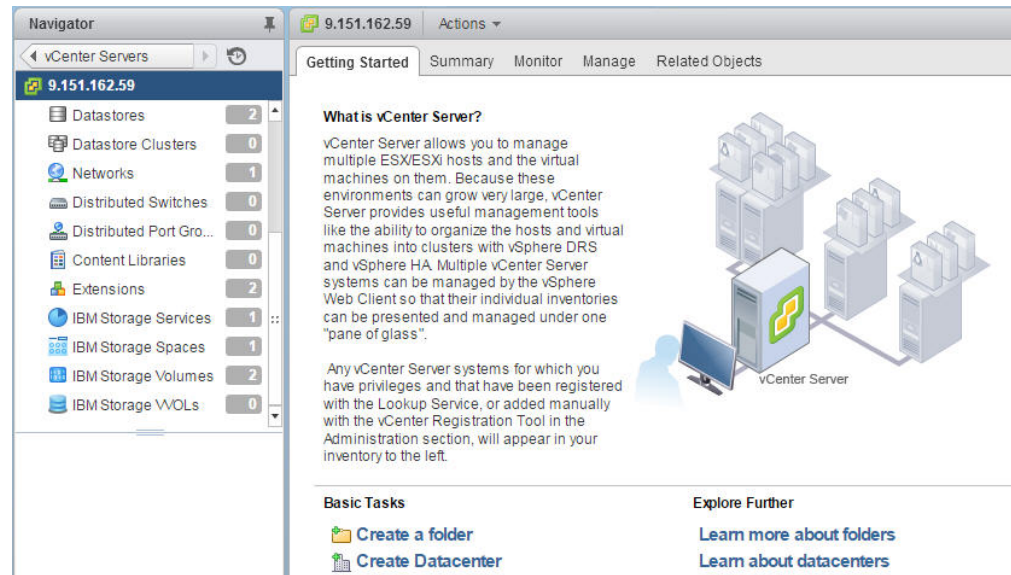 Navigator
vCenter Servers
9.151.162.59
Datastores 2
Datastore Clusters 0
Networks 1
Distributed Switches 0
Distributed Port Gro... 0
Content Libraries 0
Extensions 2
IBM Storage Services 1
IBM Storage Spaces 1
IBM Storage Volumes 2
IBM Storage VVOLs 0
9.151.162.59 Actions
Getting Started Summary Monitor Manage Related Objects
What is vCenter Server?
vCenter Server allows you to manage
multiple ESX/ESXi hosts and the virtual
machines on them. Because these
environments can grow very large, vCenter
Server provides useful management tools
like the ability to organize the hosts and virtual
machines into clusters with vSphere DRS
and vSphere HA. Multiple vCenter Server
systems can be managed by the vSphere
Web Client so that their individual inventories
can be presented and managed under one
"pane of glass".
Any vCenter Server systems for which you
have privileges and that have been registered
with the Lookup Service, or added manually
with the vCenter Registration Tool in the
Administration section, will appear in your
inventory to the left.
vCenter Server
Basic Tasks
Create a folder
Create Datacenter
Explore Further
Learn more about folders
Learn about datacenters